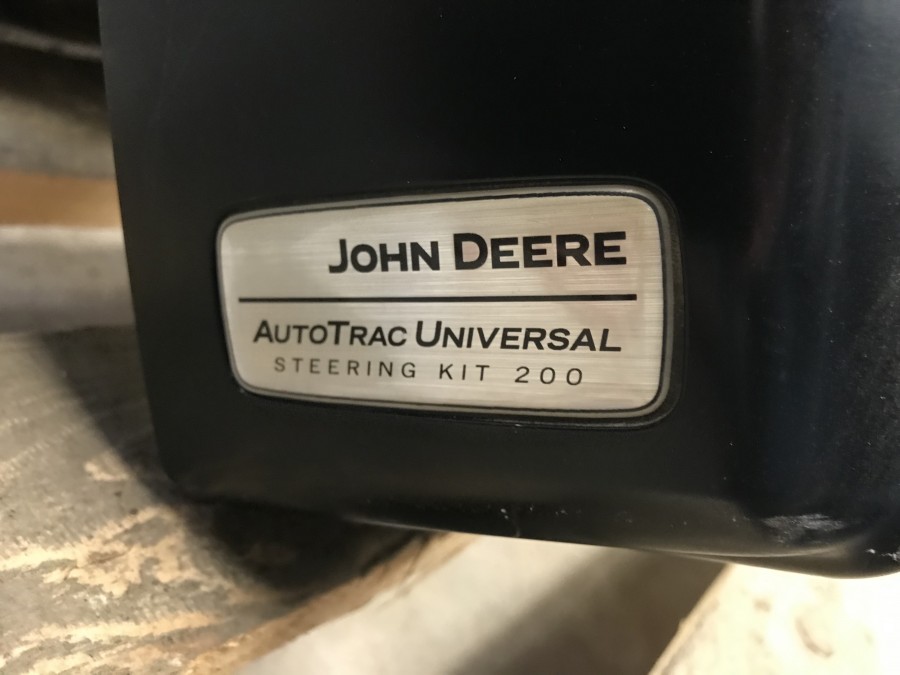 JOHN DEERE
AUTOTRAC UNIVERSAL
STEERING KIT 200